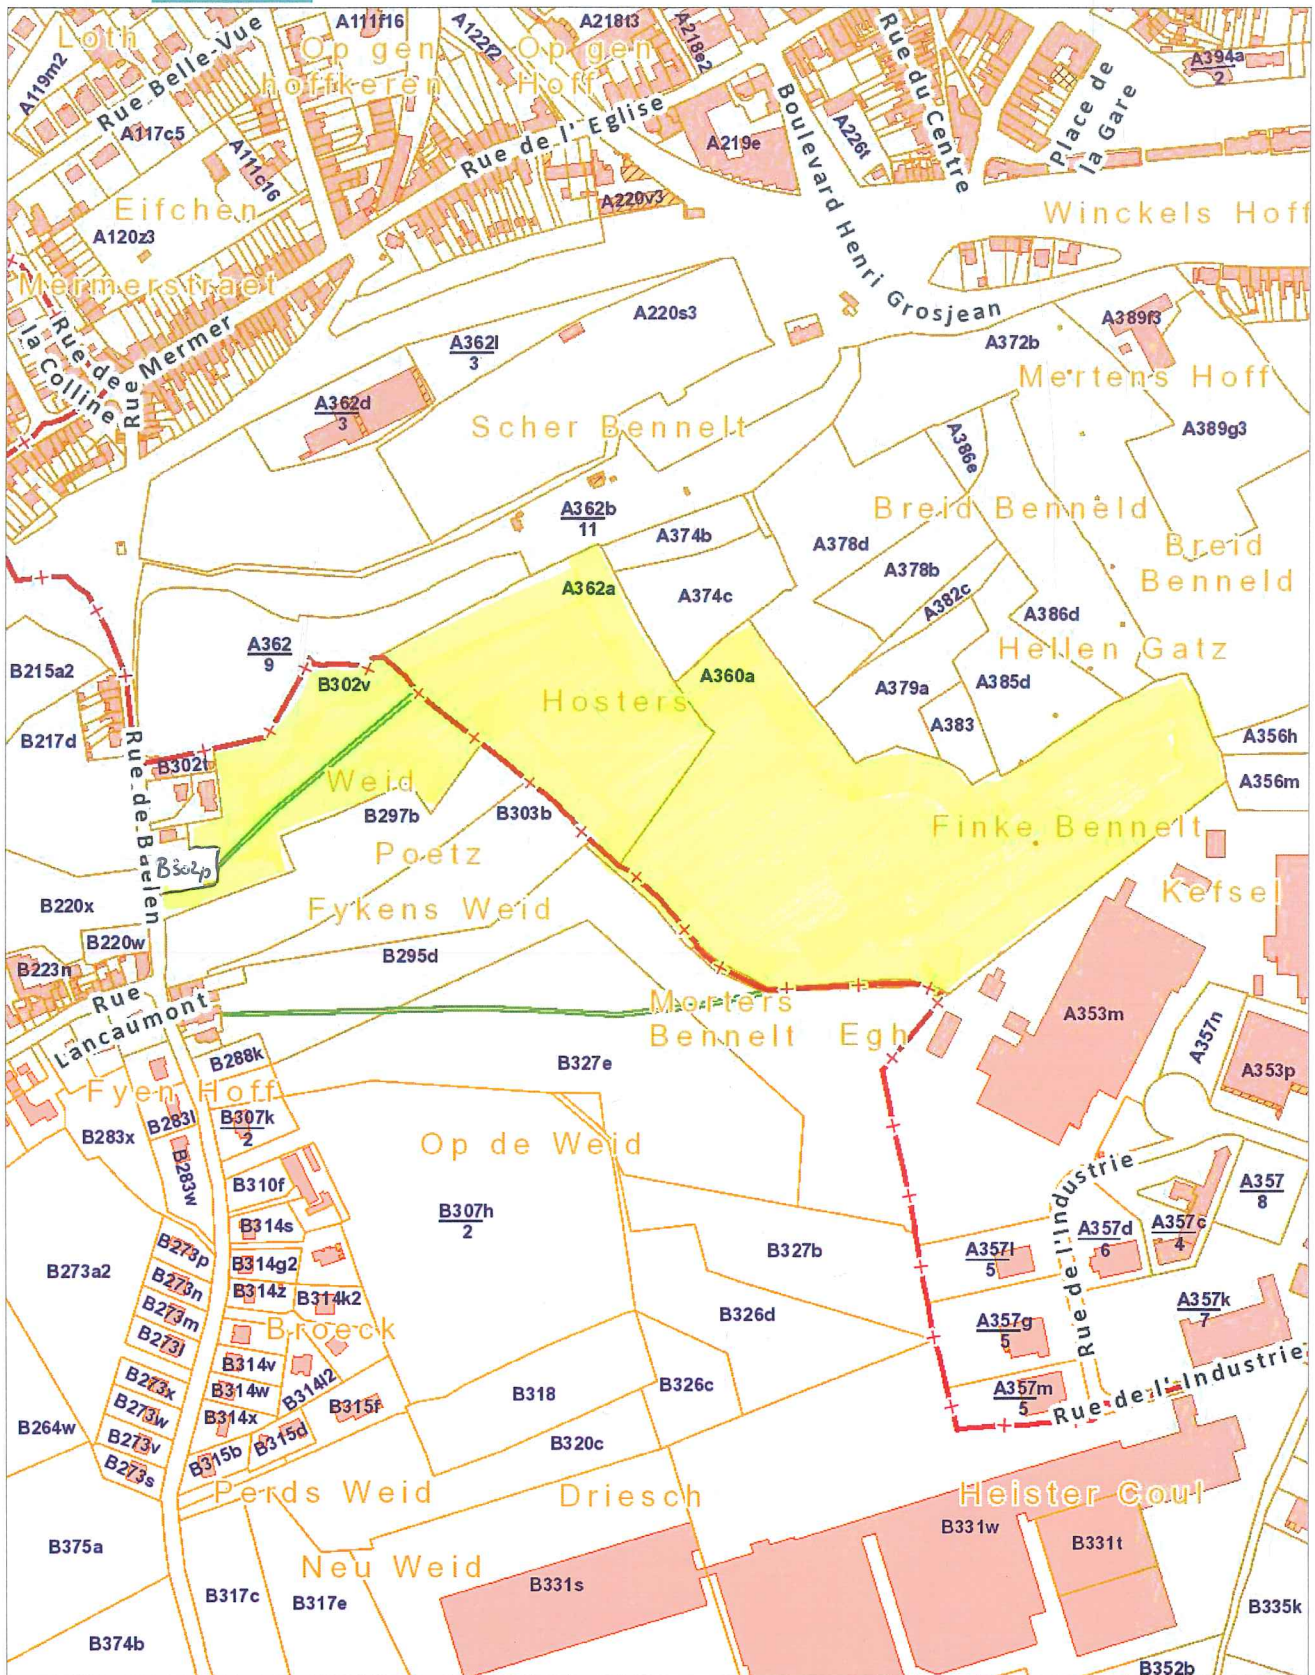 Loth
A119m2
Rue Belle-Vue
A117c5
A111f16
Op gen
hoffkeren
A111c16
A122f2
Op gen
Hoff
A218t3
A218e2
Rue de l' Eglise
A219e
A220v3
Boulevard Henri Grosjean
A226t
Rue du Centre
Place de
la Gare
A394a
2
Winckels Hoff
Eifchen
A120z3
Mermerstraet
Rue de
la Colline
Rue Mermer
A362l
3
A220s3
A362d
3
Scher Bennelt
A372b
A389f3
Mertens Hoff
A389g3
A386e
A362b
11
A374b
Breid Benneld
A378d
A378b
Breid
Benneld
A362a
A374c
A382c
A386d
Hellen Gatz
B215a2
A362
9
B302v
Hosters
A360a
A379a
A385d
A383
B217d
Rue de Baelen
B302t
Weid
B297b
B303b
A356h
A356m
Finke Bennelt
Poetz
B302p
Kefsel
B220x
Fykens Weid
B220w
B295d
B223n
Rue
Lancaumont
Morters
Bennelt
Egh
A353m
A357n
A353p
B288k
B327e
Fyen Hoff
B283l
B307k
2
B283x
B283w
Op de Weid
Rue de l'Industrie
B310f
B307h
2
A357
8
B314s
B273p
B314g2
B327b
A357l
5
A357d
6
A357c
4
B273a2
B273n
B314z
B314k2
B273m
B326d
A357k
7
B273l
Broeck
A357g
5
B314v
B273x
B314w
B314l2
B318
B326c
A357m
5
Rue de l' Industrie
B273w
B314x
B315f
B264w
B273v
B315b
B315d
B320c
B273s
Perds Weid
Driesch
Heister Coul
B375a
B331w
B331t
Neu Weid
B331s
B317c
B317e
B335k
B374b
B352b